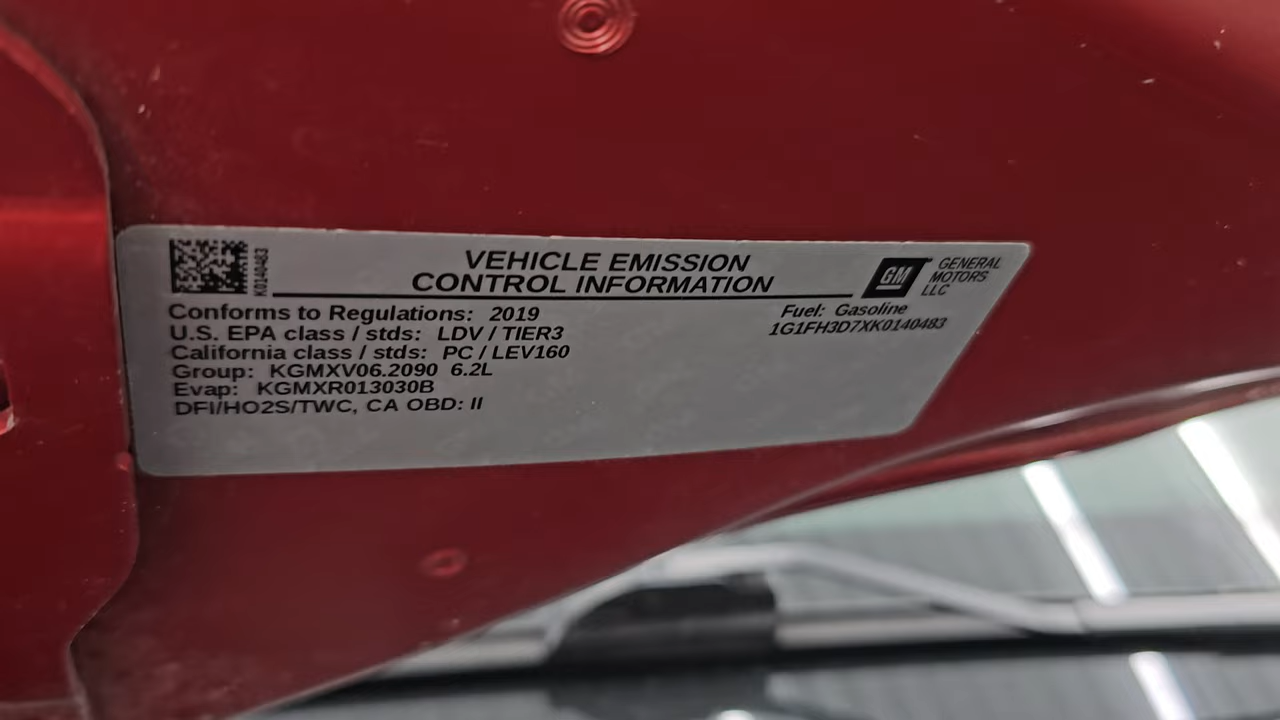 K0140483
VEHICLE EMISSION
CONTROL INFORMATION
GM
GENERAL
MOTORS
LLC
Conforms to Regulations: 2019
U.S. EPA class / stds: LDV / TIER3
California class / stds: PC / LEV160
Group: KGMXV06.2090 6.2L
Evap: KGMXR013030B
DFI/HO2S/TWC, CA OBD: II
Fuel: Gasoline
1G1FH3D7XK0140483